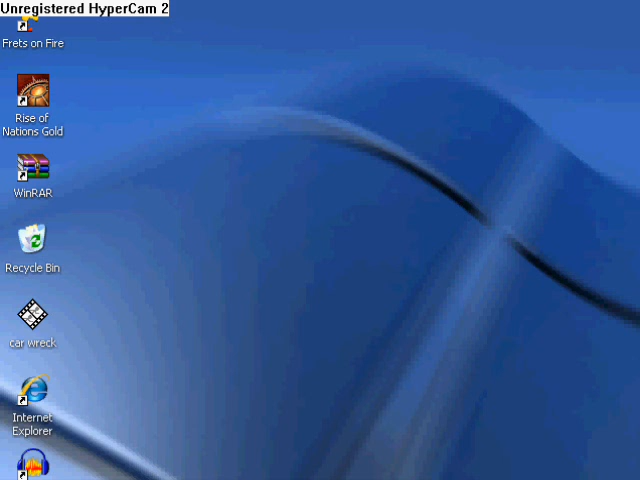 Unregistered HyperCam 2
Frets on Fire
Rise of
Nations Gold
WinRAR
Recycle Bin
car wreck
Internet
Explorer